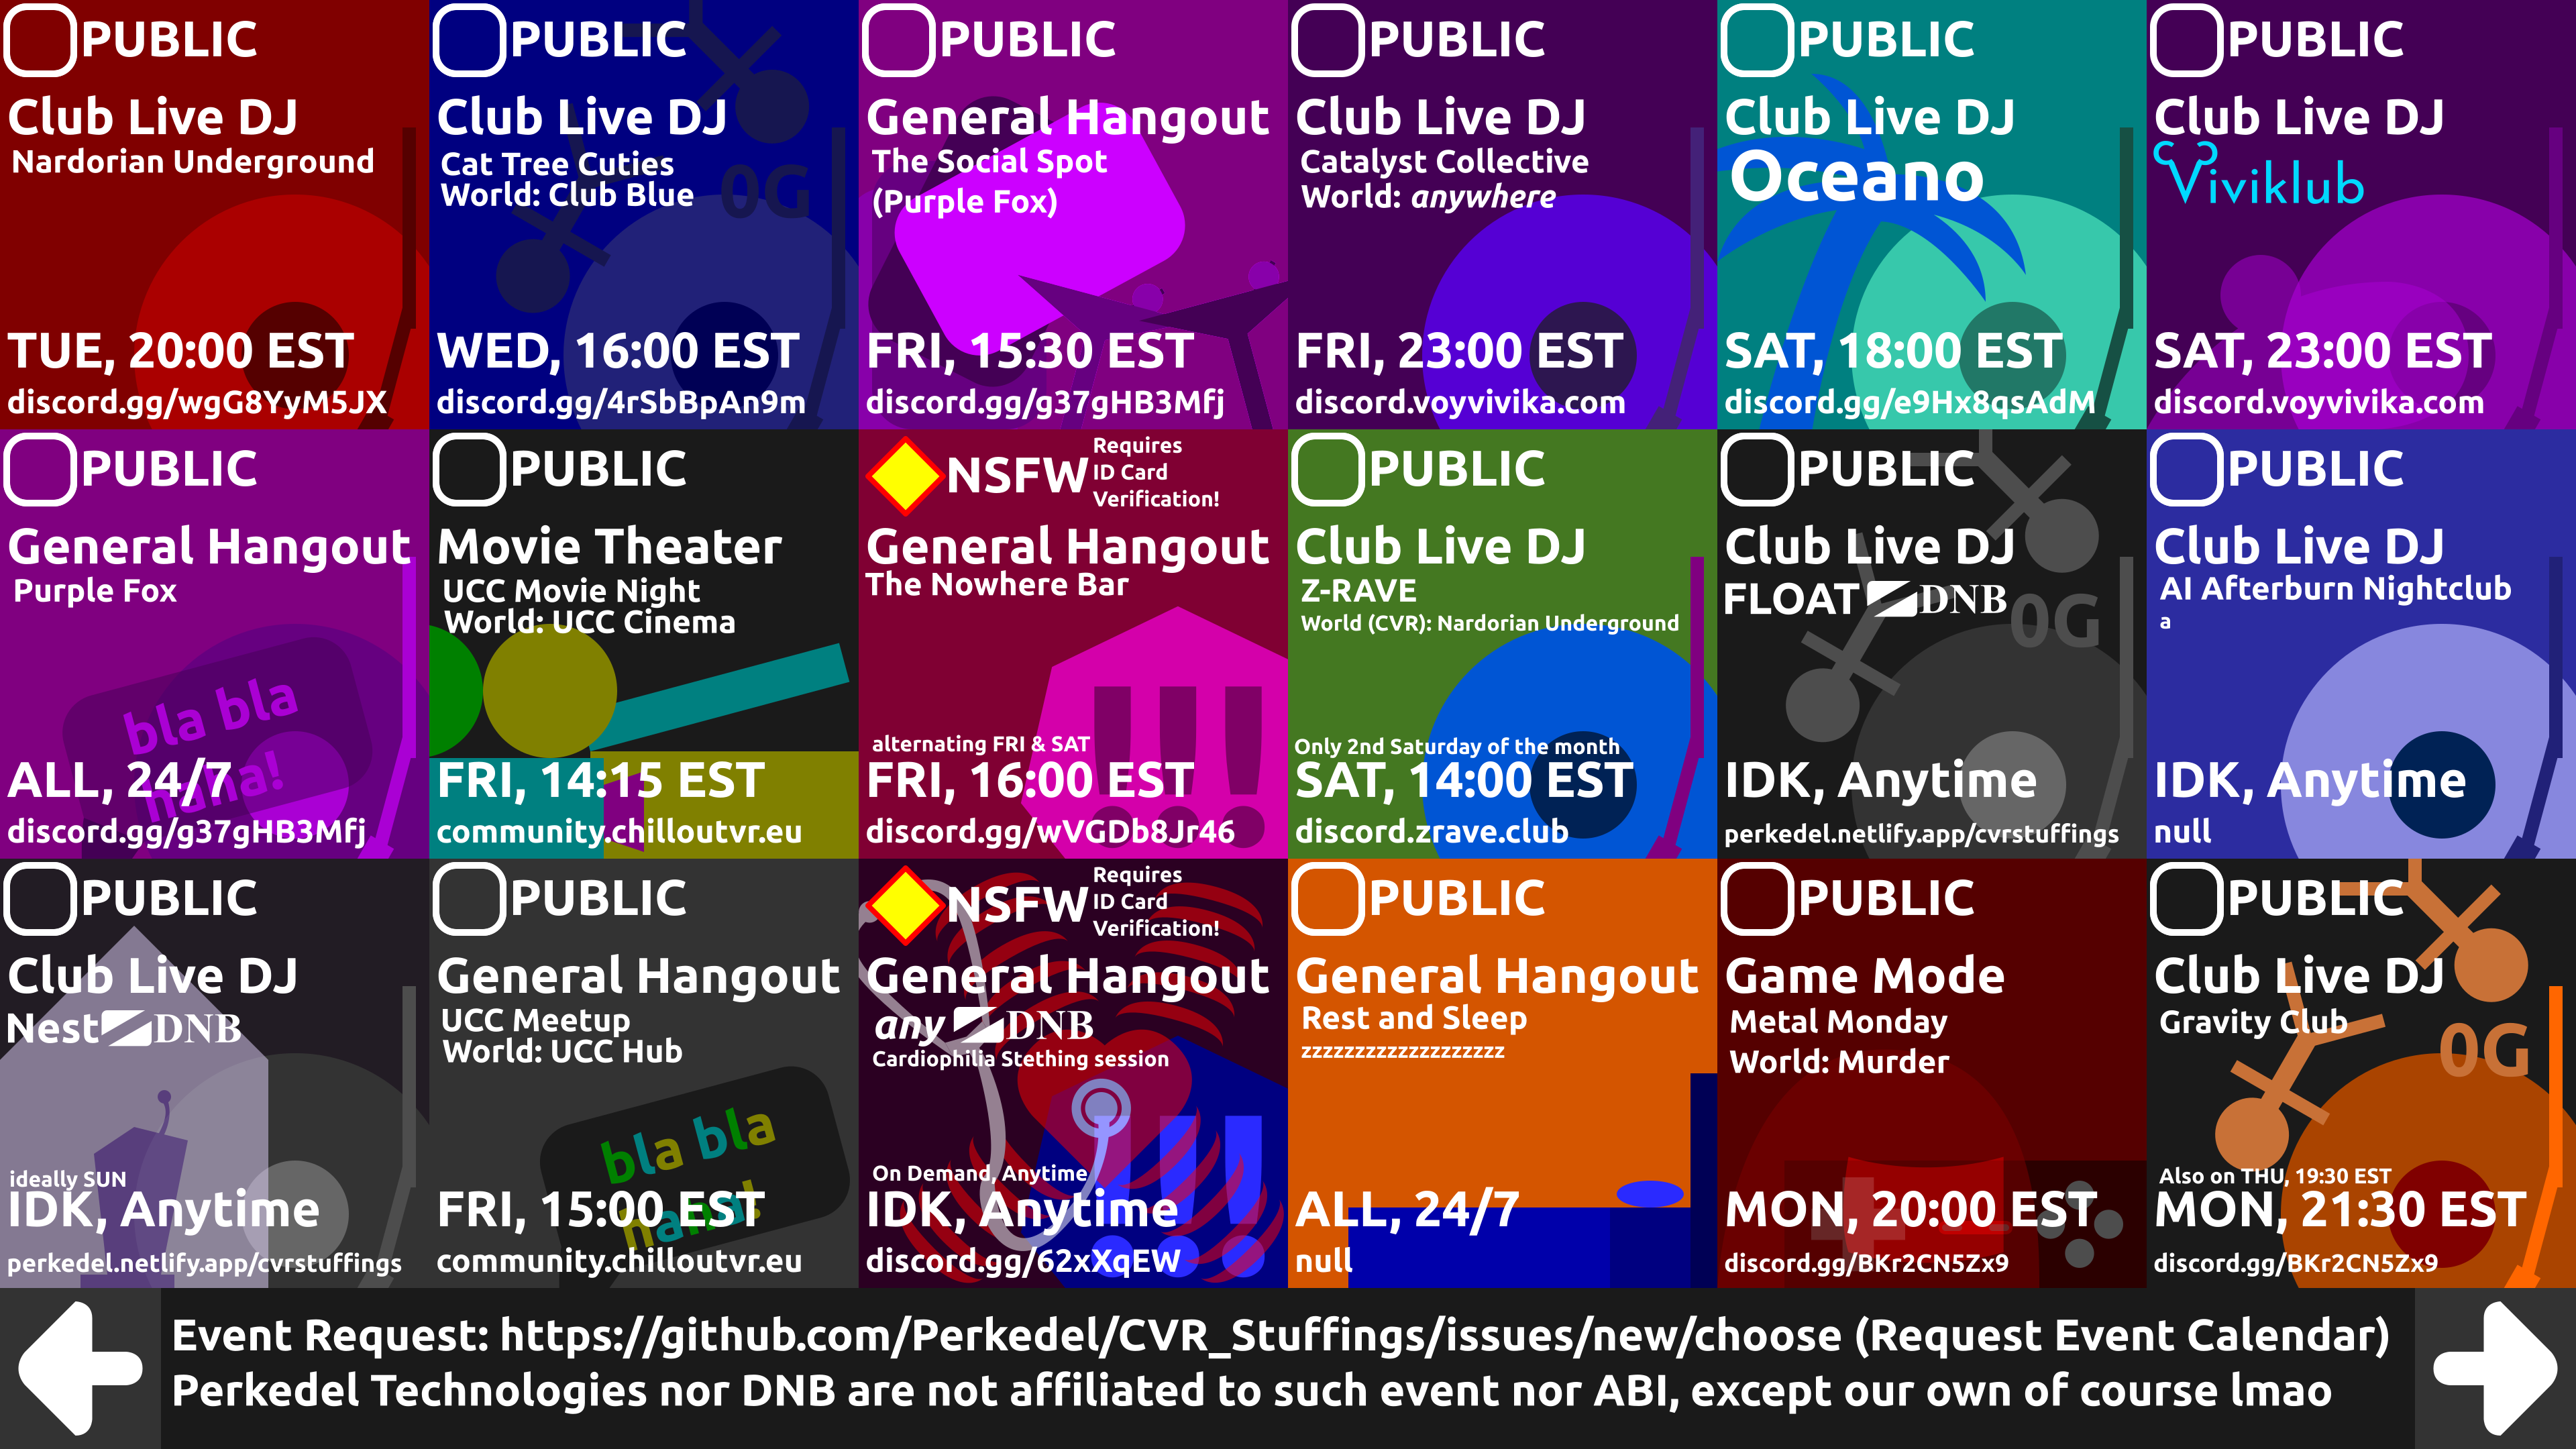 PUBLIC
Club Live DJ
Nardorian Underground
TUE, 20:00 EST
discord.gg/wgG8YyM5JX
PUBLIC
Club Live DJ
Cat Tree Cuties
World: Club Blue
0G
WED, 16:00 EST
discord.gg/4rSbBpAn9m
PUBLIC
General Hangout
The Social Spot
(Purple Fox)
FRI, 15:30 EST
discord.gg/g37gHB3Mfj
PUBLIC
Club Live DJ
Catalyst Collective
World: anywhere
FRI, 23:00 EST
discord.voyvivika.com
PUBLIC
Club Live DJ
Oceano
SAT, 18:00 EST
discord.gg/e9Hx8qsAdM
PUBLIC
Club Live DJ
Viviklub
SAT, 23:00 EST
discord.voyvivika.com
PUBLIC
General Hangout
Purple Fox
bla bla
haha!
ALL, 24/7
discord.gg/g37gHB3Mfj
PUBLIC
Movie Theater
UCC Movie Night
World: UCC Cinema
FRI, 14:15 EST
community.chilloutvr.eu
NSFW
Requires
ID Card
Verification!
General Hangout
The Nowhere Bar
!!!
alternating FRI & SAT
FRI, 16:00 EST
discord.gg/wVGDb8Jr46
PUBLIC
Club Live DJ
Z-RAVE
World (CVR): Nardorian Underground
Only 2nd Saturday of the month
SAT, 14:00 EST
discord.zrave.club
PUBLIC
Club Live DJ
FLOAT DNB
0G
IDK, Anytime
perkedel.netlify.app/cvrstuffings
PUBLIC
Club Live DJ
AI Afterburn Nightclub
a
IDK, Anytime
null
PUBLIC
Club Live DJ
Nest DNB
ideally SUN
IDK, Anytime
perkedel.netlify.app/cvrstuffings
PUBLIC
General Hangout
UCC Meetup
World: UCC Hub
bla bla
haha!
FRI, 15:00 EST
community.chilloutvr.eu
NSFW
Requires
ID Card
Verification!
General Hangout
any DNB
Cardiophilia Stething session
!!!
On Demand, Anytime
IDK, Anytime
discord.gg/62xXqEW
PUBLIC
General Hangout
Rest and Sleep
zzzzzzzzzzzzzzzzzzz
ALL, 24/7
null
PUBLIC
Game Mode
Metal Monday
World: Murder
MON, 20:00 EST
discord.gg/BKr2CN5Zx9
PUBLIC
Club Live DJ
Gravity Club
0G
Also on THU, 19:30 EST
MON, 21:30 EST
discord.gg/BKr2CN5Zx9
Event Request: https://github.com/Perkedel/CVR_Stuffings/issues/new/choose (Request Event Calendar)
Perkedel Technologies nor DNB are not affiliated to such event nor ABI, except our own of course lmao